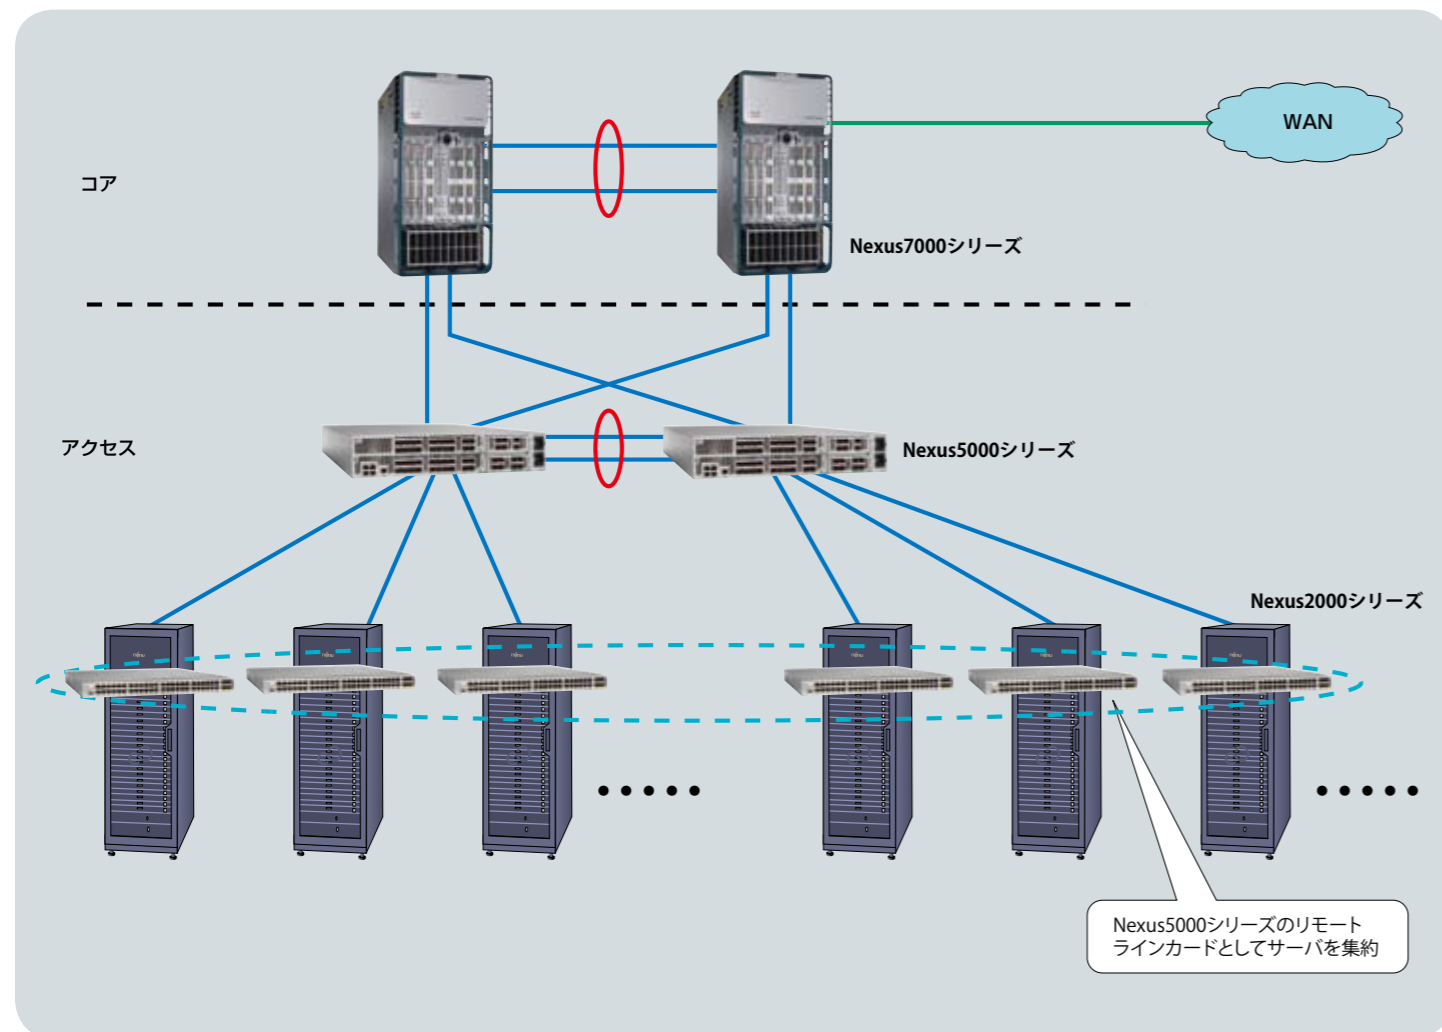 WAN
コア
Nexus7000シリーズ
アクセス
Nexus5000シリーズ
Nexus2000シリーズ
Nexus5000シリーズのリモート
ラインカードとしてサーバを集約